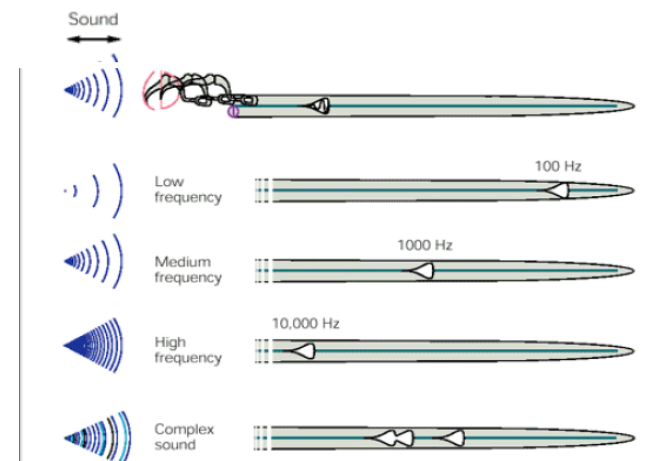 Sound
100 Hz
Low
frequency
1000 Hz
Medium
frequency
10,000 Hz
High
frequency
Complex
sound